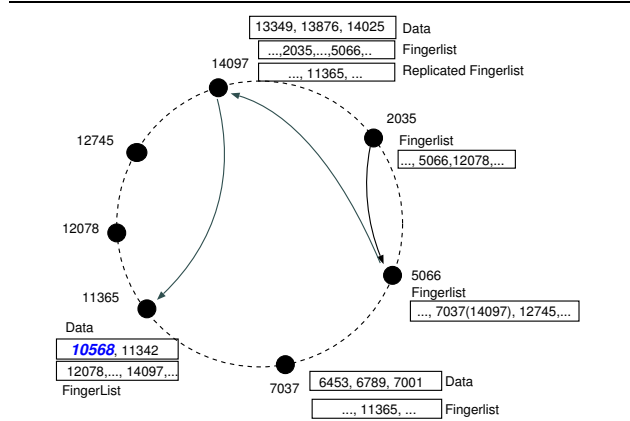 13349, 13876, 14025 Data
...,2035,...,5066,.. Fingerlist
..., 11365, ... Replicated Fingerlist
14097
2035
Fingerlist
..., 5066,12078,...
12745
12078
5066
Fingerlist
..., 7037(14097), 12745,...
11365
Data
10568, 11342
12078,..., 14097,...
FingerList
7037
6453, 6789, 7001 Data
..., 11365, ... Fingerlist